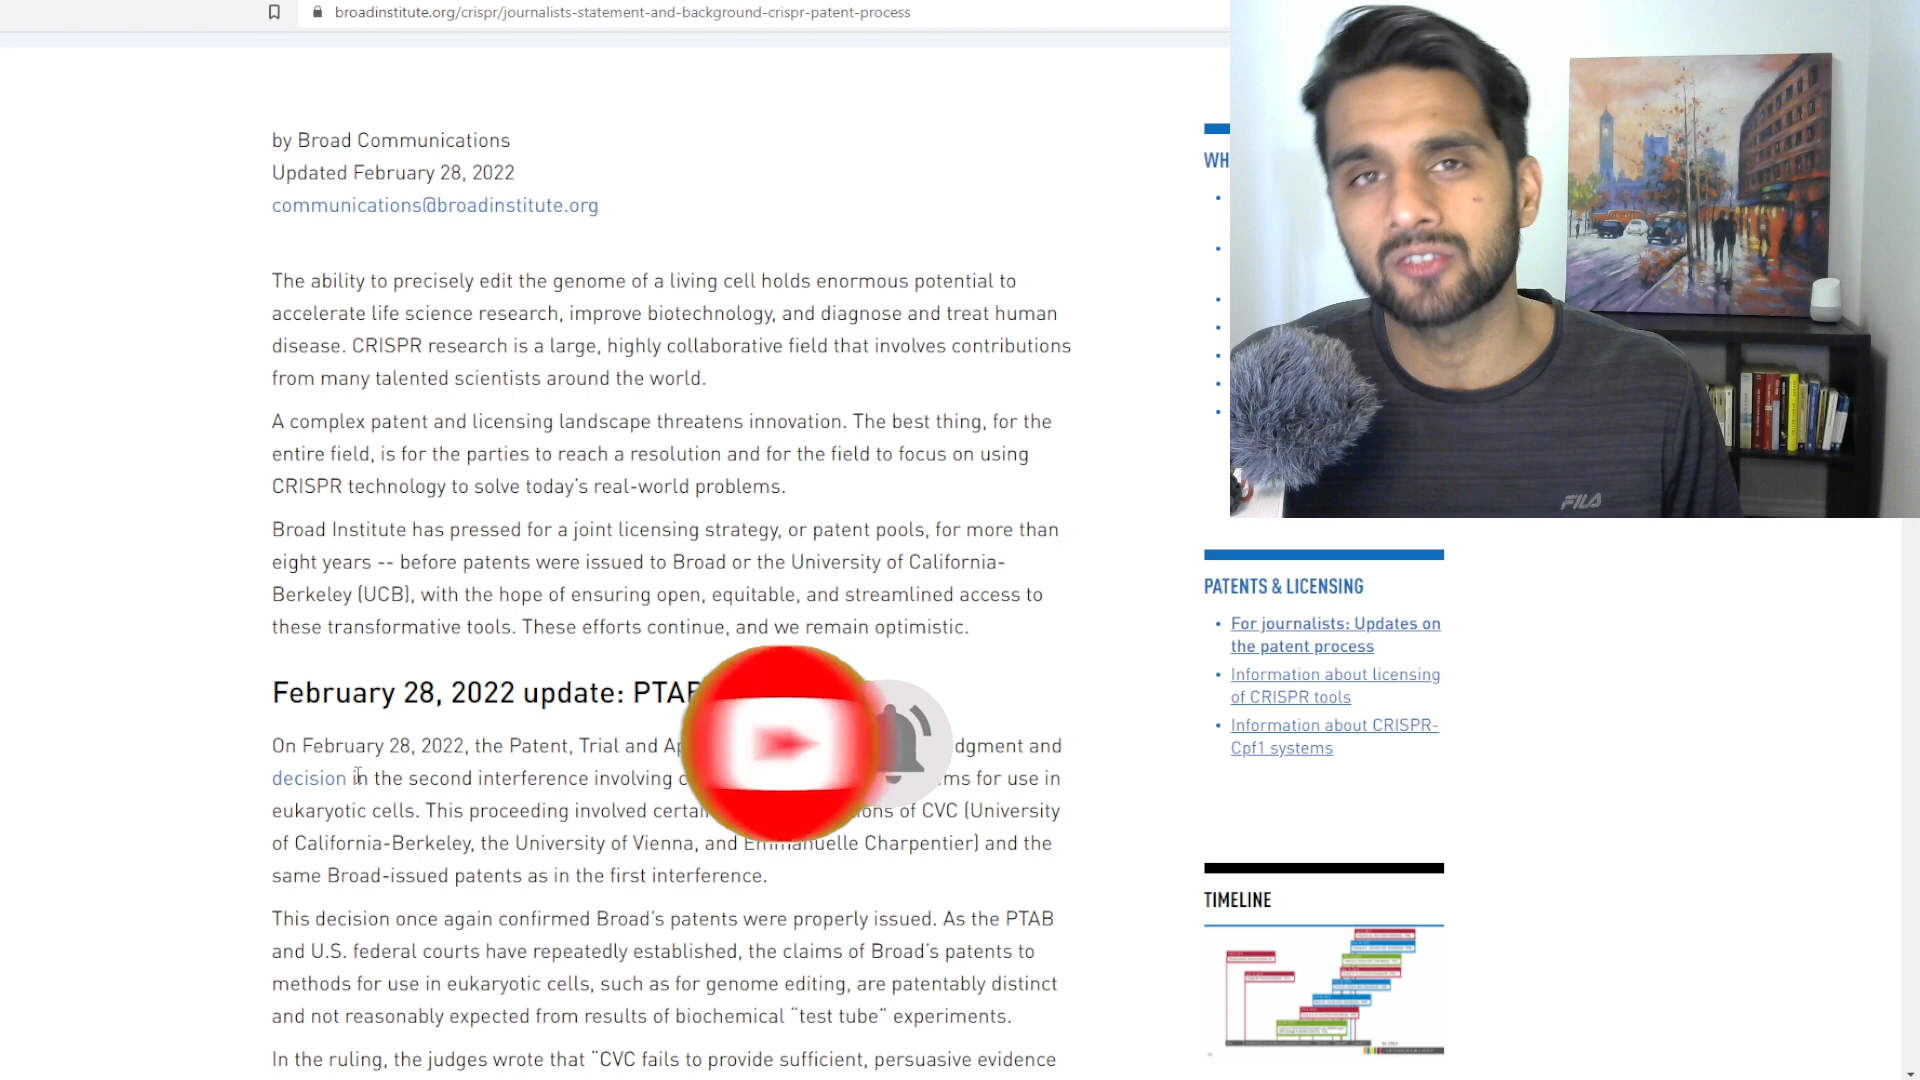 broadinstitute.org/crispr/journalists-statement-and-background-crispr-patent-process
by Broad Communications
Updated February 28, 2022
communications@broadinstitute.org
The ability to precisely edit the genome of a living cell holds enormous potential to
accelerate life science research, improve biotechnology, and diagnose and treat human
disease. CRISPR research is a large, highly collaborative field that involves contributions
from many talented scientists around the world.
A complex patent and licensing landscape threatens innovation. The best thing, for the
entire field, is for the parties to reach a resolution and for the field to focus on using
CRISPR technology to solve today's real-world problems.
Broad Institute has pressed for a joint licensing strategy, or patent pools, for more than
eight years -- before patents were issued to Broad or the University of California-
Berkeley (UCB), with the hope of ensuring open, equitable, and streamlined access to
these transformative tools. These efforts continue, and we remain optimistic.
February 28, 2022 update: PTAB
On February 28, 2022, the Patent, Trial and Ap dgment and
decision in the second interference involving c ms for use in
eukaryotic cells. This proceeding involved certai ons of CVC (University
of California-Berkeley, the University of Vienna, and Emmanuelle Charpentier) and the
same Broad-issued patents as in the first interference.
This decision once again confirmed Broad's patents were properly issued. As the PTAB
and U.S. federal courts have repeatedly established, the claims of Broad's patents to
methods for use in eukaryotic cells, such as for genome editing, are patentably distinct
and not reasonably expected from results of biochemical “test tube” experiments.
In the ruling, the judges wrote that “CVC fails to provide sufficient, persuasive evidence
WH
FILA
PATENTS & LICENSING
• For journalists: Updates on
the patent process
• Information about licensing
of CRISPR tools
• Information about CRISPR-
Cpf1 systems
TIMELINE